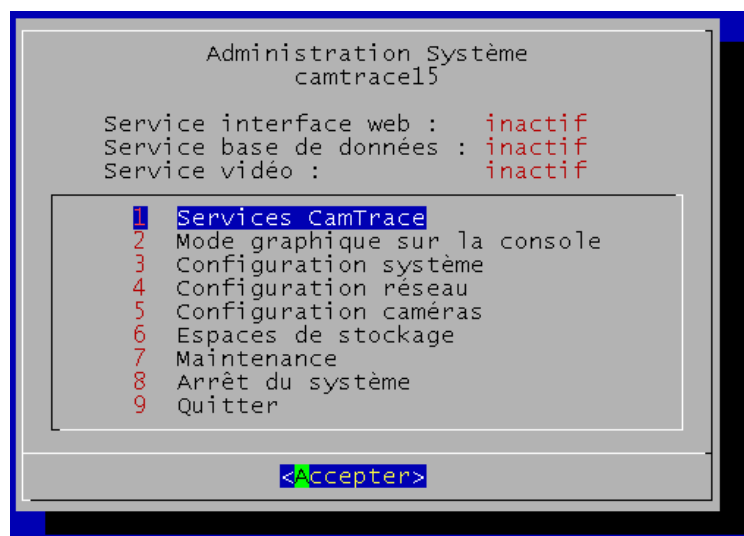 Administration Système
camtrace15
Service interface web : inactif
Service base de données : inactif
Service vidéo : inactif
1 Services CamTrace
2 Mode graphique sur la console
3 Configuration système
4 Configuration réseau
5 Configuration caméras
6 Espaces de stockage
7 Maintenance
8 Arrêt du système
9 Quitter
<Accepter>